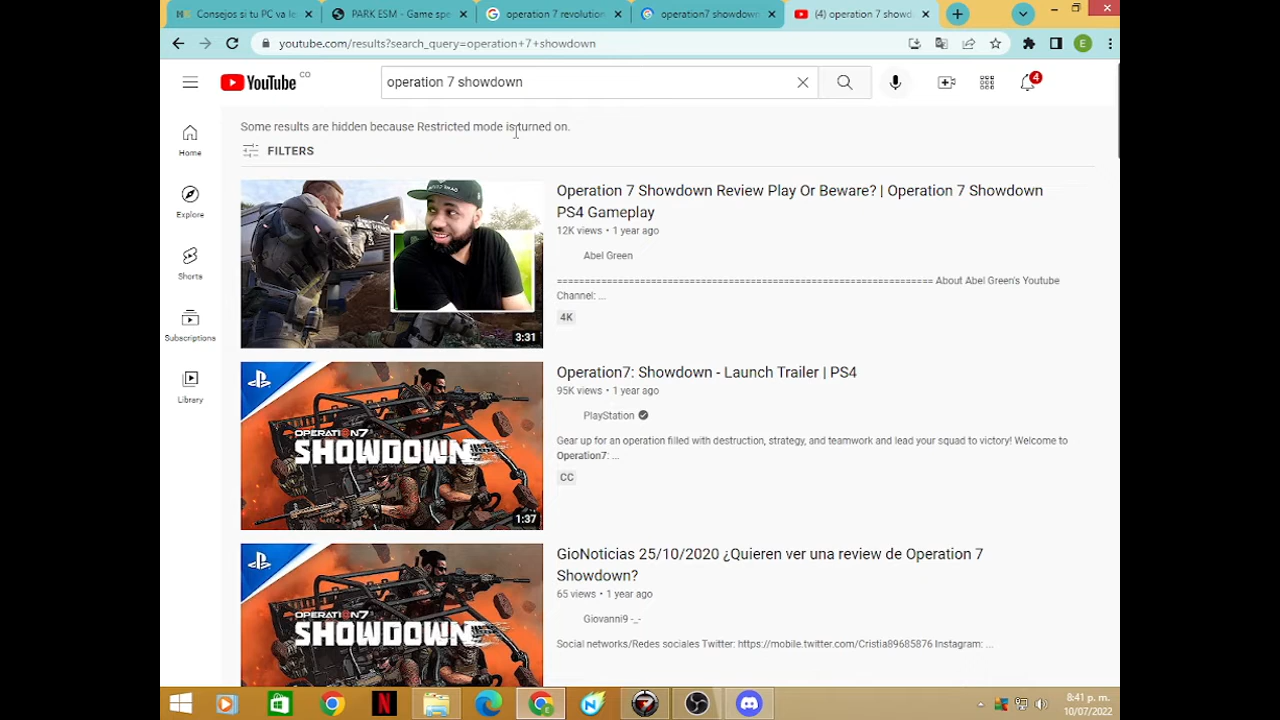 Consejos si tu PC va le
PARK ESM - Game spe
operation 7 revolution
operation7 showdown
(4) operation 7 showd
youtube.com/results?search_query=operation+7+showdown
E
YouTube CO
operation 7 showdown
4
Some results are hidden because Restricted mode is turned on.
FILTERS
Home
Explore
Shorts
Subscriptions
Library
3:31
Operation 7 Showdown Review Play Or Beware? | Operation 7 Showdown
PS4 Gameplay
12K views • 1 year ago
Abel Green
==================================================================== About Abel Green's Youtube
Channel: ...
4K
OPERATION7
SHOWDOWN
1:37
Operation7: Showdown - Launch Trailer | PS4
95K views • 1 year ago
PlayStation
Gear up for an operation filled with destruction, strategy, and teamwork and lead your squad to victory! Welcome to
Operation7: ...
CC
OPERATION7
SHOWDOWN
GioNoticias 25/10/2020 ¿Quieren ver una review de Operation 7
Showdown?
65 views • 1 year ago
Giovanni9 -_-
Social networks/Redes sociales Twitter: https://mobile.twitter.com/Cristia89685876 Instagram: ...
8:41 p. m.
10/07/2022